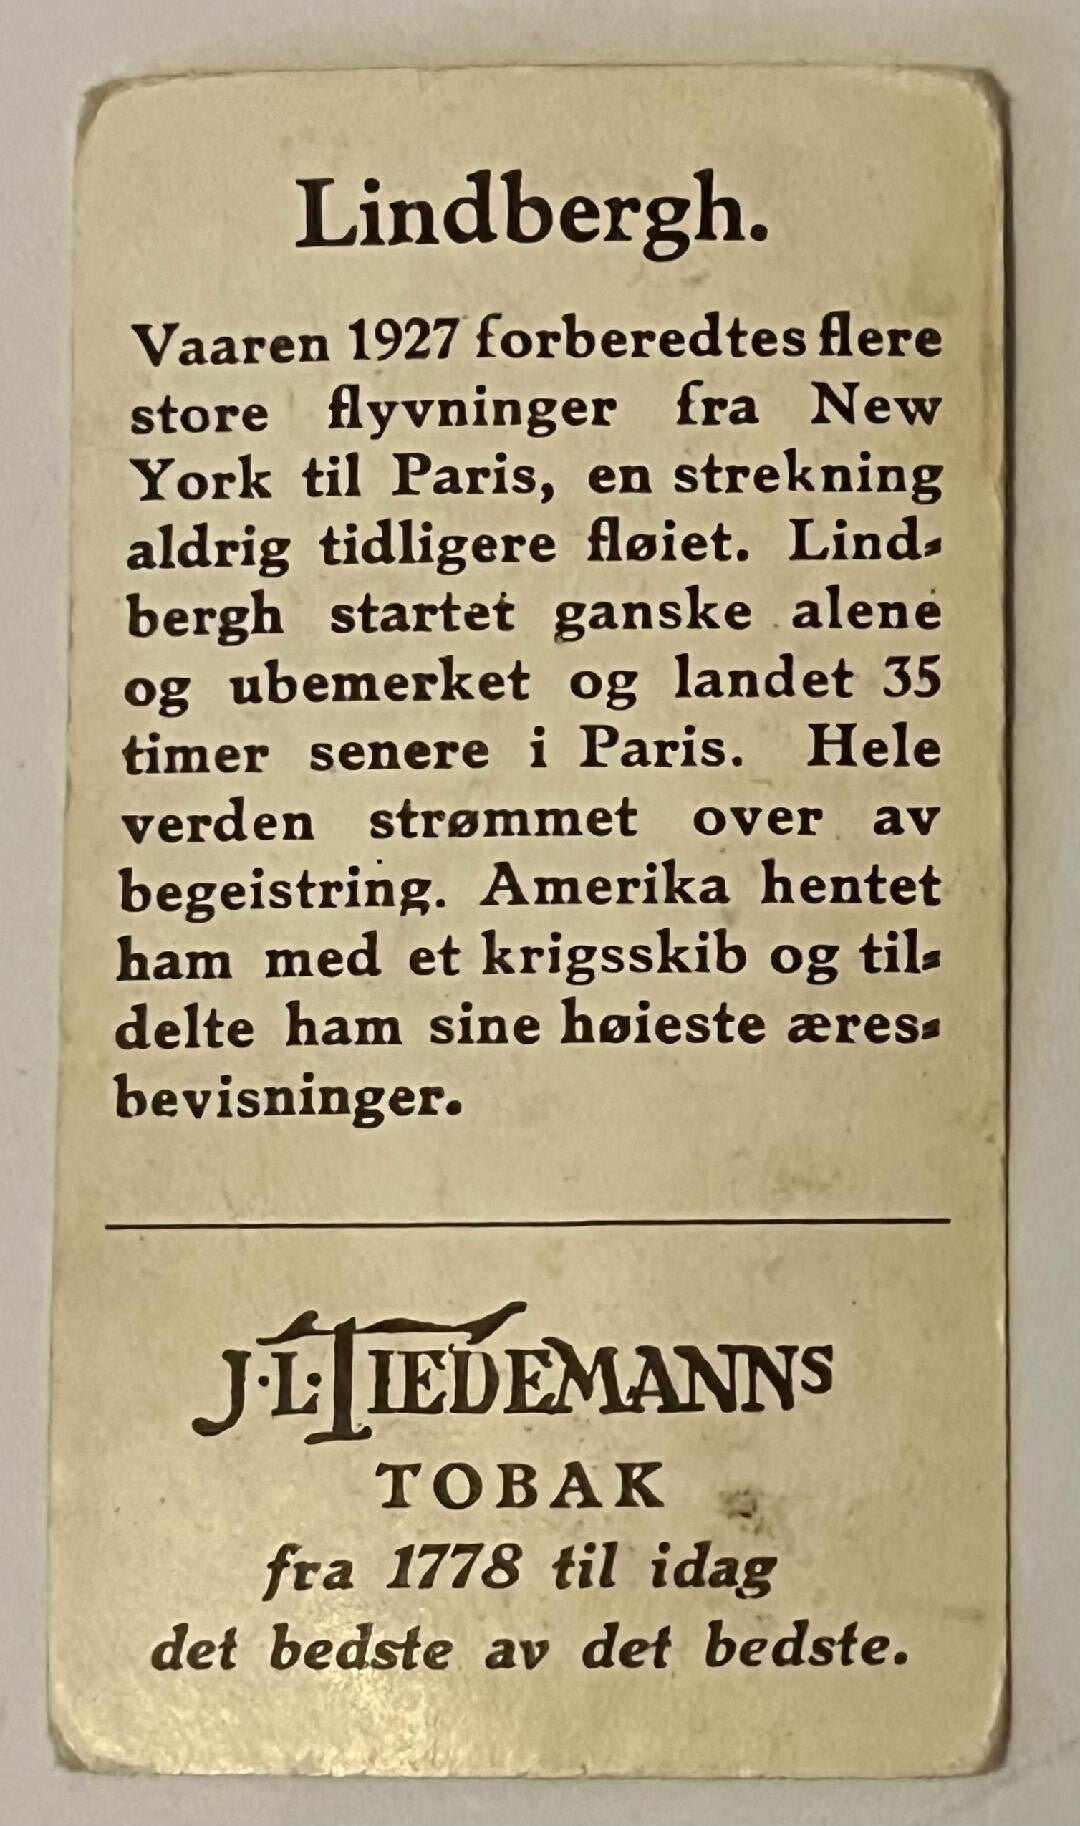 Lindbergh.
Vaaren 1927 forberedtes flere
store flyvninger fra New
York til Paris, en strekning
aldrig tidligere fløiet. Lind-
bergh startet ganske alene
og ubemerket og landet 35
timer senere i Paris. Hele
verden strømmet over av
begeistring. Amerika hentet
ham med et krigsskib og til-
delte ham sine høieste æres-
bevisninger.
J·L·TIEDEMANNS
TOBAK
fra 1778 til idag
det bedste av det bedste.